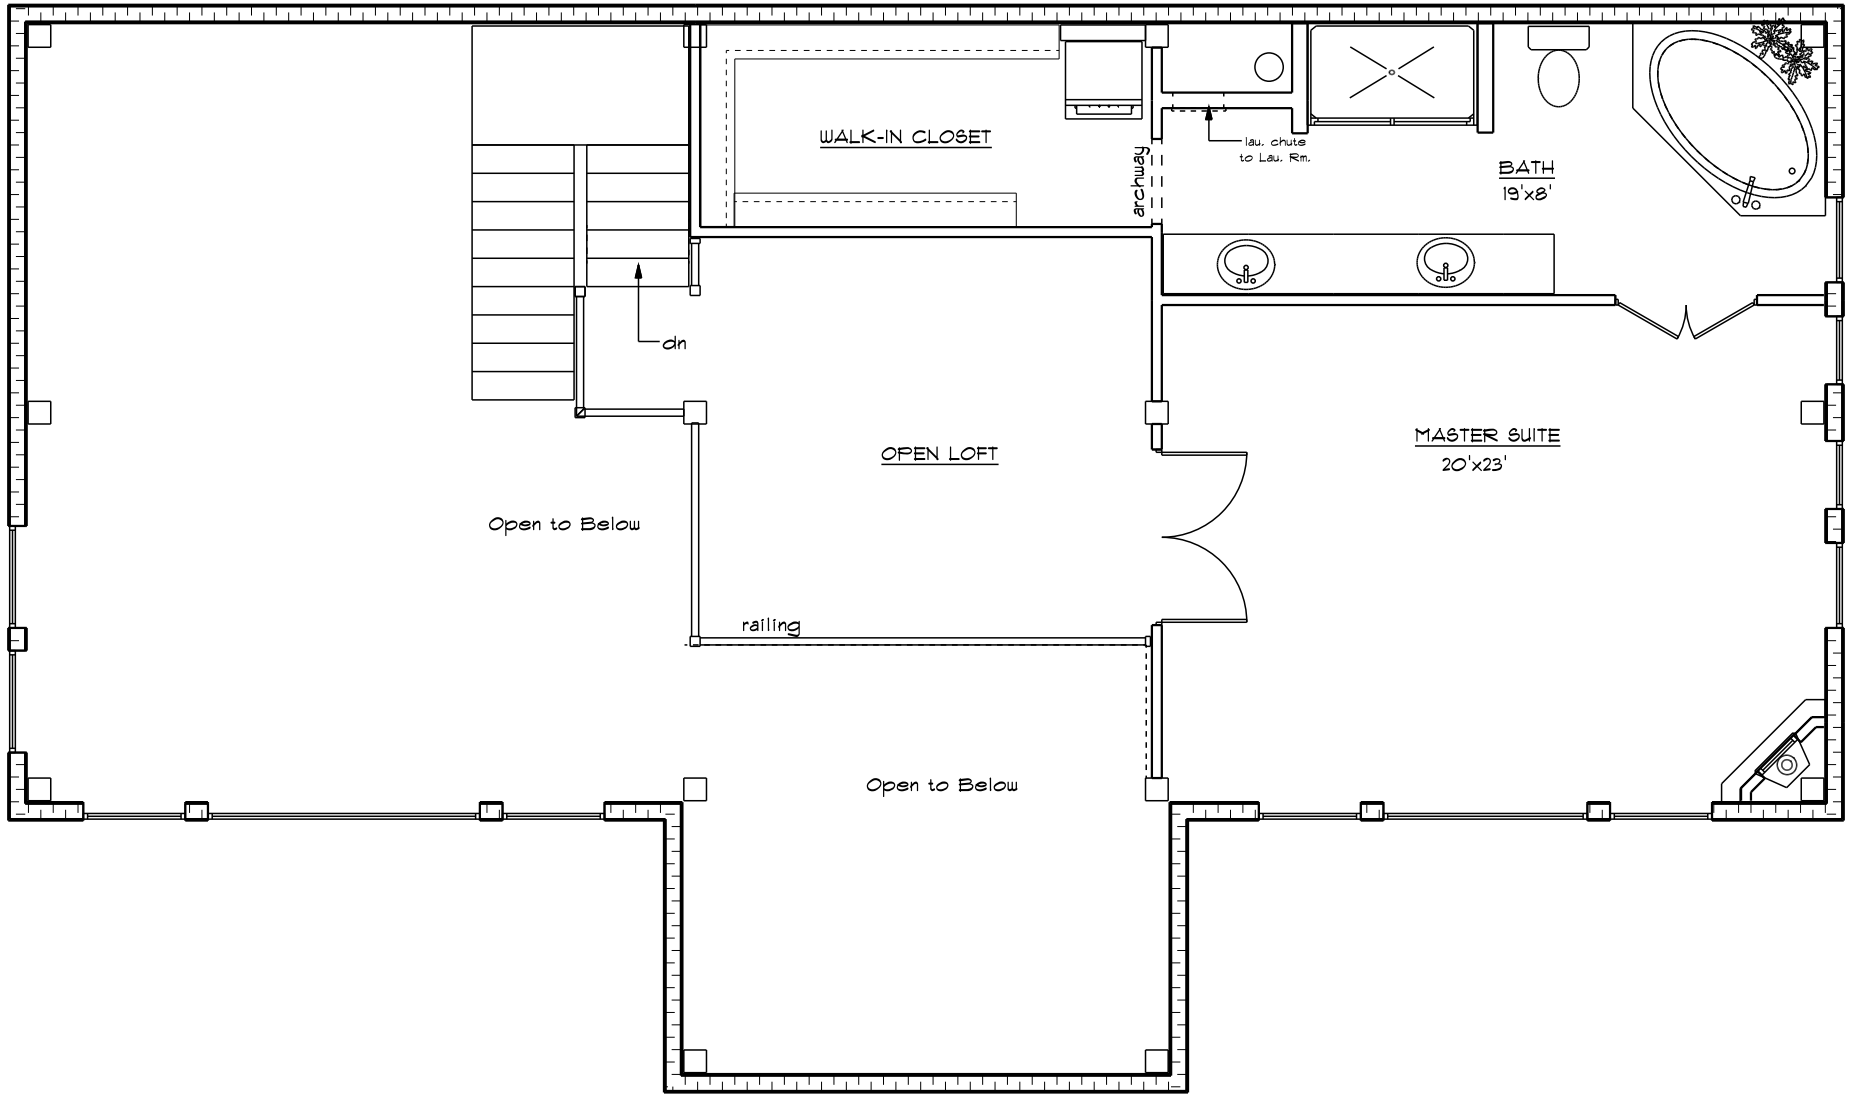 WALK-IN CLOSET
archway
lau. chute
to Lau. Rm.
BATH
19'x8'
dn
OPEN LOFT
MASTER SUITE
20'x23'
Open to Below
railing
Open to Below